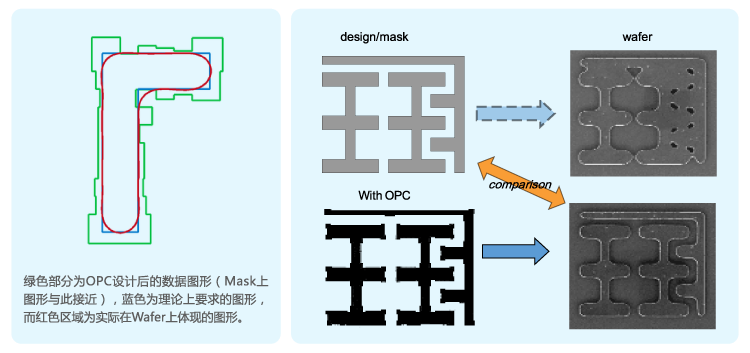 绿色部分为OPC设计后的数据图形（Mask上
图形与此接近），蓝色为理论上要求的图形，
而红色区域为实际在Wafer上体现的图形。
design/mask
wafer
comparison
With OPC